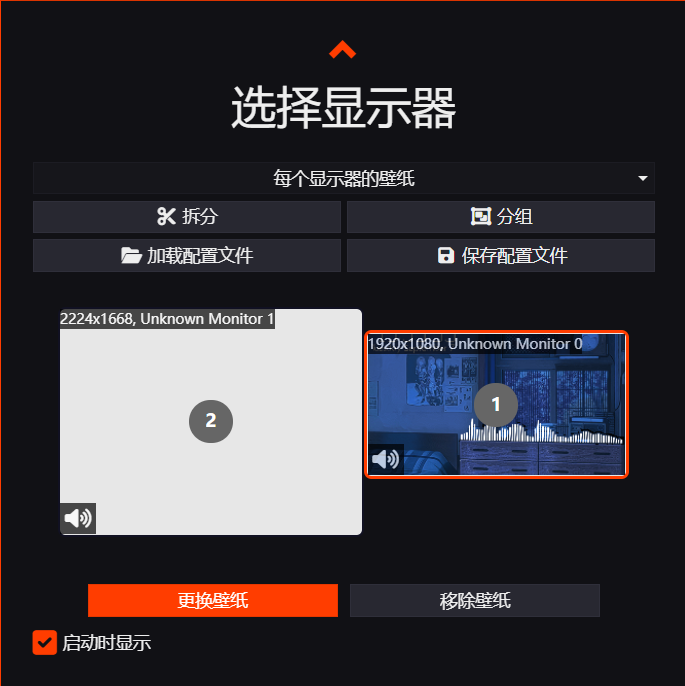 选择显示器
每个显示器的壁纸
拆分
分组
加载配置文件
保存配置文件
2224x1668, Unknown Monitor 1
2
1920x1080, Unknown Monitor 0
1
更换壁纸
移除壁纸
启动时显示